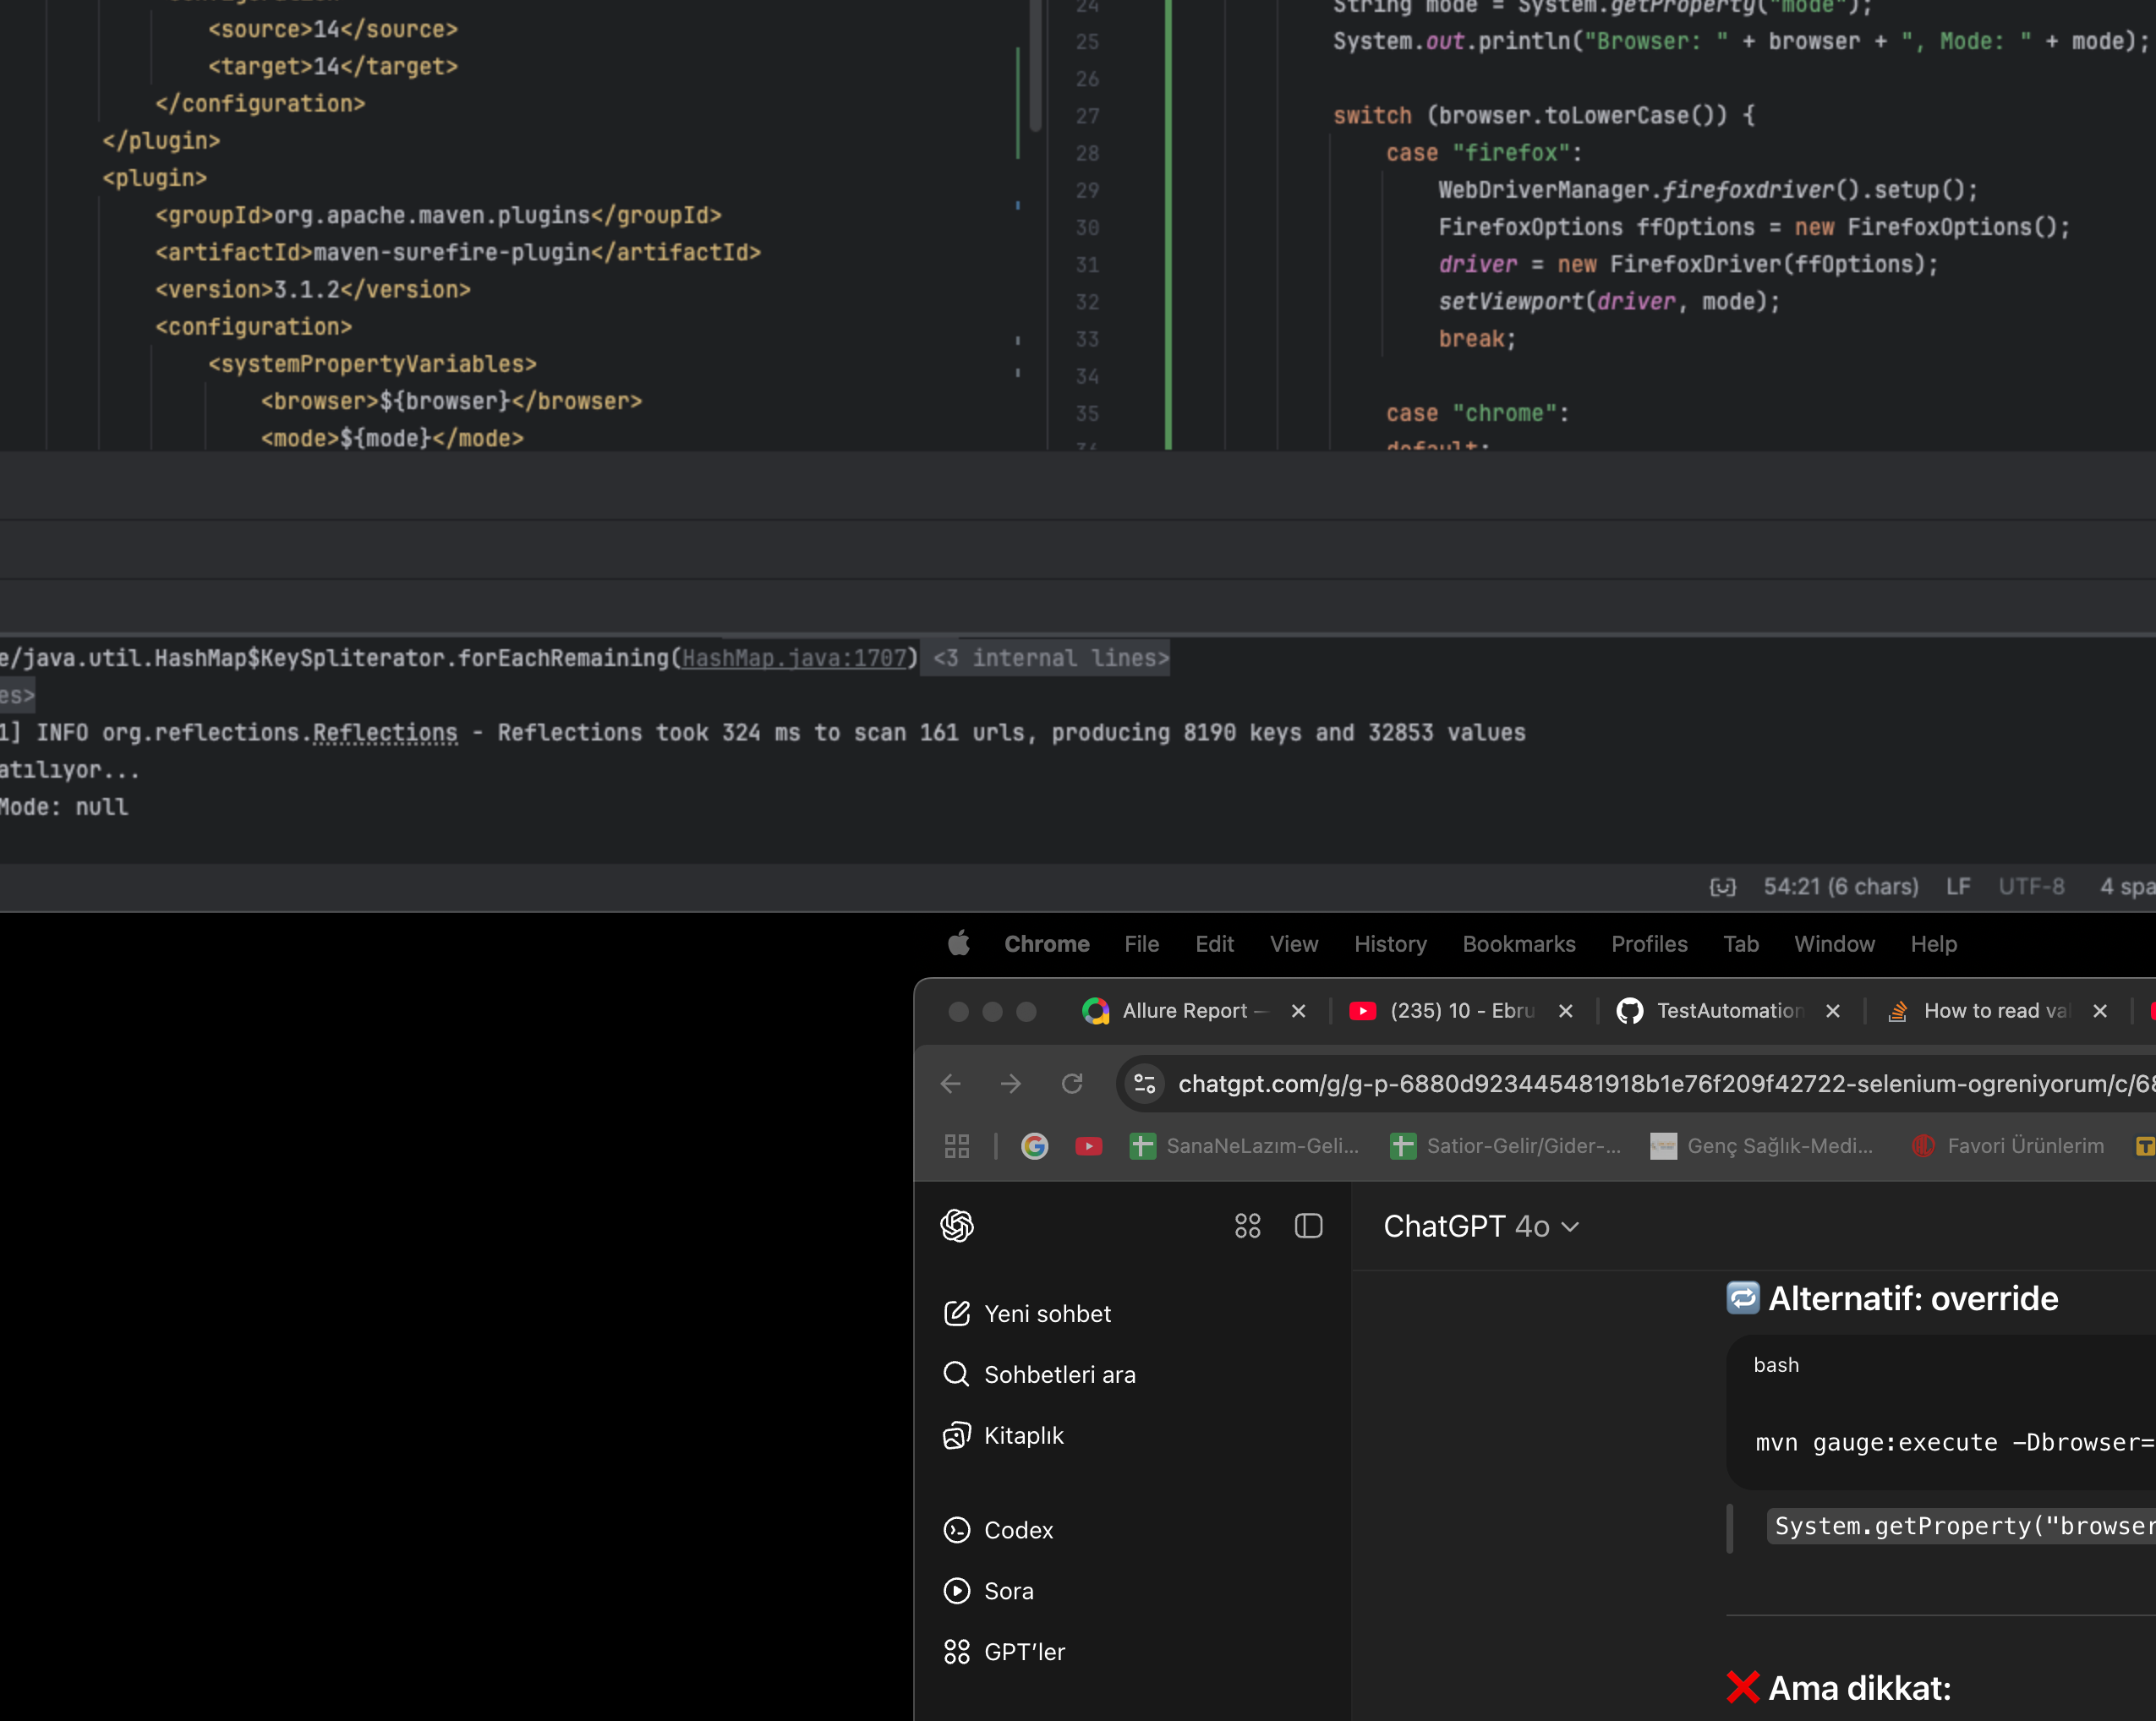 <source>14</source>
<target>14</target>
</configuration>
</plugin>
<plugin>
<groupId>org.apache.maven.plugins</groupId>
<artifactId>maven-surefire-plugin</artifactId>
<version>3.1.2</version>
<configuration>
<systemPropertyVariables>
<browser>${browser}</browser>
<mode>${mode}</mode>
24 String mode = System.getProperty("mode");
25 System.out.println("Browser: " + browser + ", Mode: " + mode);
26
27 switch (browser.toLowerCase()) {
28 case "firefox":
29 WebDriverManager.firefoxdriver().setup();
30 FirefoxOptions ffOptions = new FirefoxOptions();
31 driver = new FirefoxDriver(ffOptions);
32 setViewport(driver, mode);
33 break;
34
35 case "chrome":
36 default:
e/java.util.HashMap$KeySpliterator.forEachRemaining(HashMap.java:1707) <3 internal lines>
es>
1] INFO org.reflections.Reflections - Reflections took 324 ms to scan 161 urls, producing 8190 keys and 32853 values
atılıyor...
Mode: null
54:21 (6 chars) LF UTF-8 4 spa
Chrome File Edit View History Bookmarks Profiles Tab Window Help
Allure Report — (235) 10 - Ebru TestAutomation How to read va
chatgpt.com/g/g-p-6880d923445481918b1e76f209f42722-selenium-ogreniyorum/c/68
SanaNeLazım-Geli... Satior-Gelir/Gider-... Genç Sağlık-Medi... Favori Ürünlerim
ChatGPT 4o
Yeni sohbet
Sohbetleri ara
Kitaplık
Codex
Sora
GPT'ler
Alternatif: override
bash
mvn gauge:execute -Dbrowser=
System.getProperty("browser
Ama dikkat: